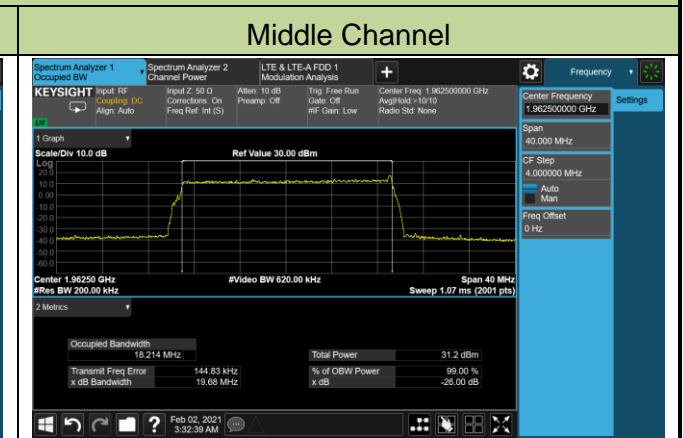 Middle Channel
Spectrum Analyzer 1
Occupied BW
Spectrum Analyzer 2
Channel Power
LTE & LTE-A FDD 1
Modulation Analysis
Frequency
KEYSIGHT
Input: RF
Coupling: DC
Align: Auto
Input Z: 50 Ω
Corrections: On
Freq Ref: Int (S)
Atten: 10 dB
Preamp: Off
Trig: Free Run
Gate: Off
#IF Gain: Low
Center Freq: 1.962500000 GHz
Avg|Hold:>10/10
Radio Std: None
Center Frequency
1.962500000 GHz
Settings
Span
40.000 MHz
CF Step
4.000000 MHz
Auto
Man
Freq Offset
0 Hz
1 Graph
Scale/Div 10.0 dB
Ref Value 30.00 dBm
Log
20.0
10.0
0.00
-10.0
-20.0
-30.0
-40.0
-50.0
-60.0
Center 1.96250 GHz
#Video BW 620.00 kHz
Span 40 MHz
#Res BW 200.00 kHz
Sweep 1.07 ms (2001 pts)
2 Metrics
Occupied Bandwidth
18.214 MHz
Total Power 31.2 dBm
Transmit Freq Error 144.83 kHz
% of OBW Power 99.00 %
x dB Bandwidth 19.68 MHz
x dB -26.00 dB
Feb 02, 2021
3:32:39 AM